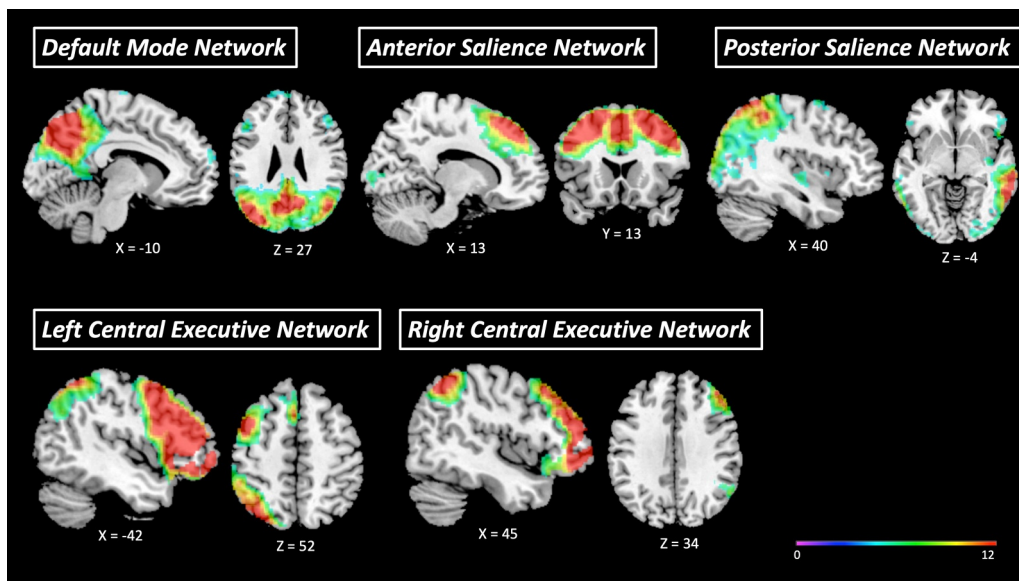 Default Mode Network
Anterior Salience Network
Posterior Salience Network
X = -10
Z = 27
X = 13
Y = 13
X = 40
Z = -4
Left Central Executive Network
Right Central Executive Network
X = -42
Z = 52
X = 45
Z = 34
0
12